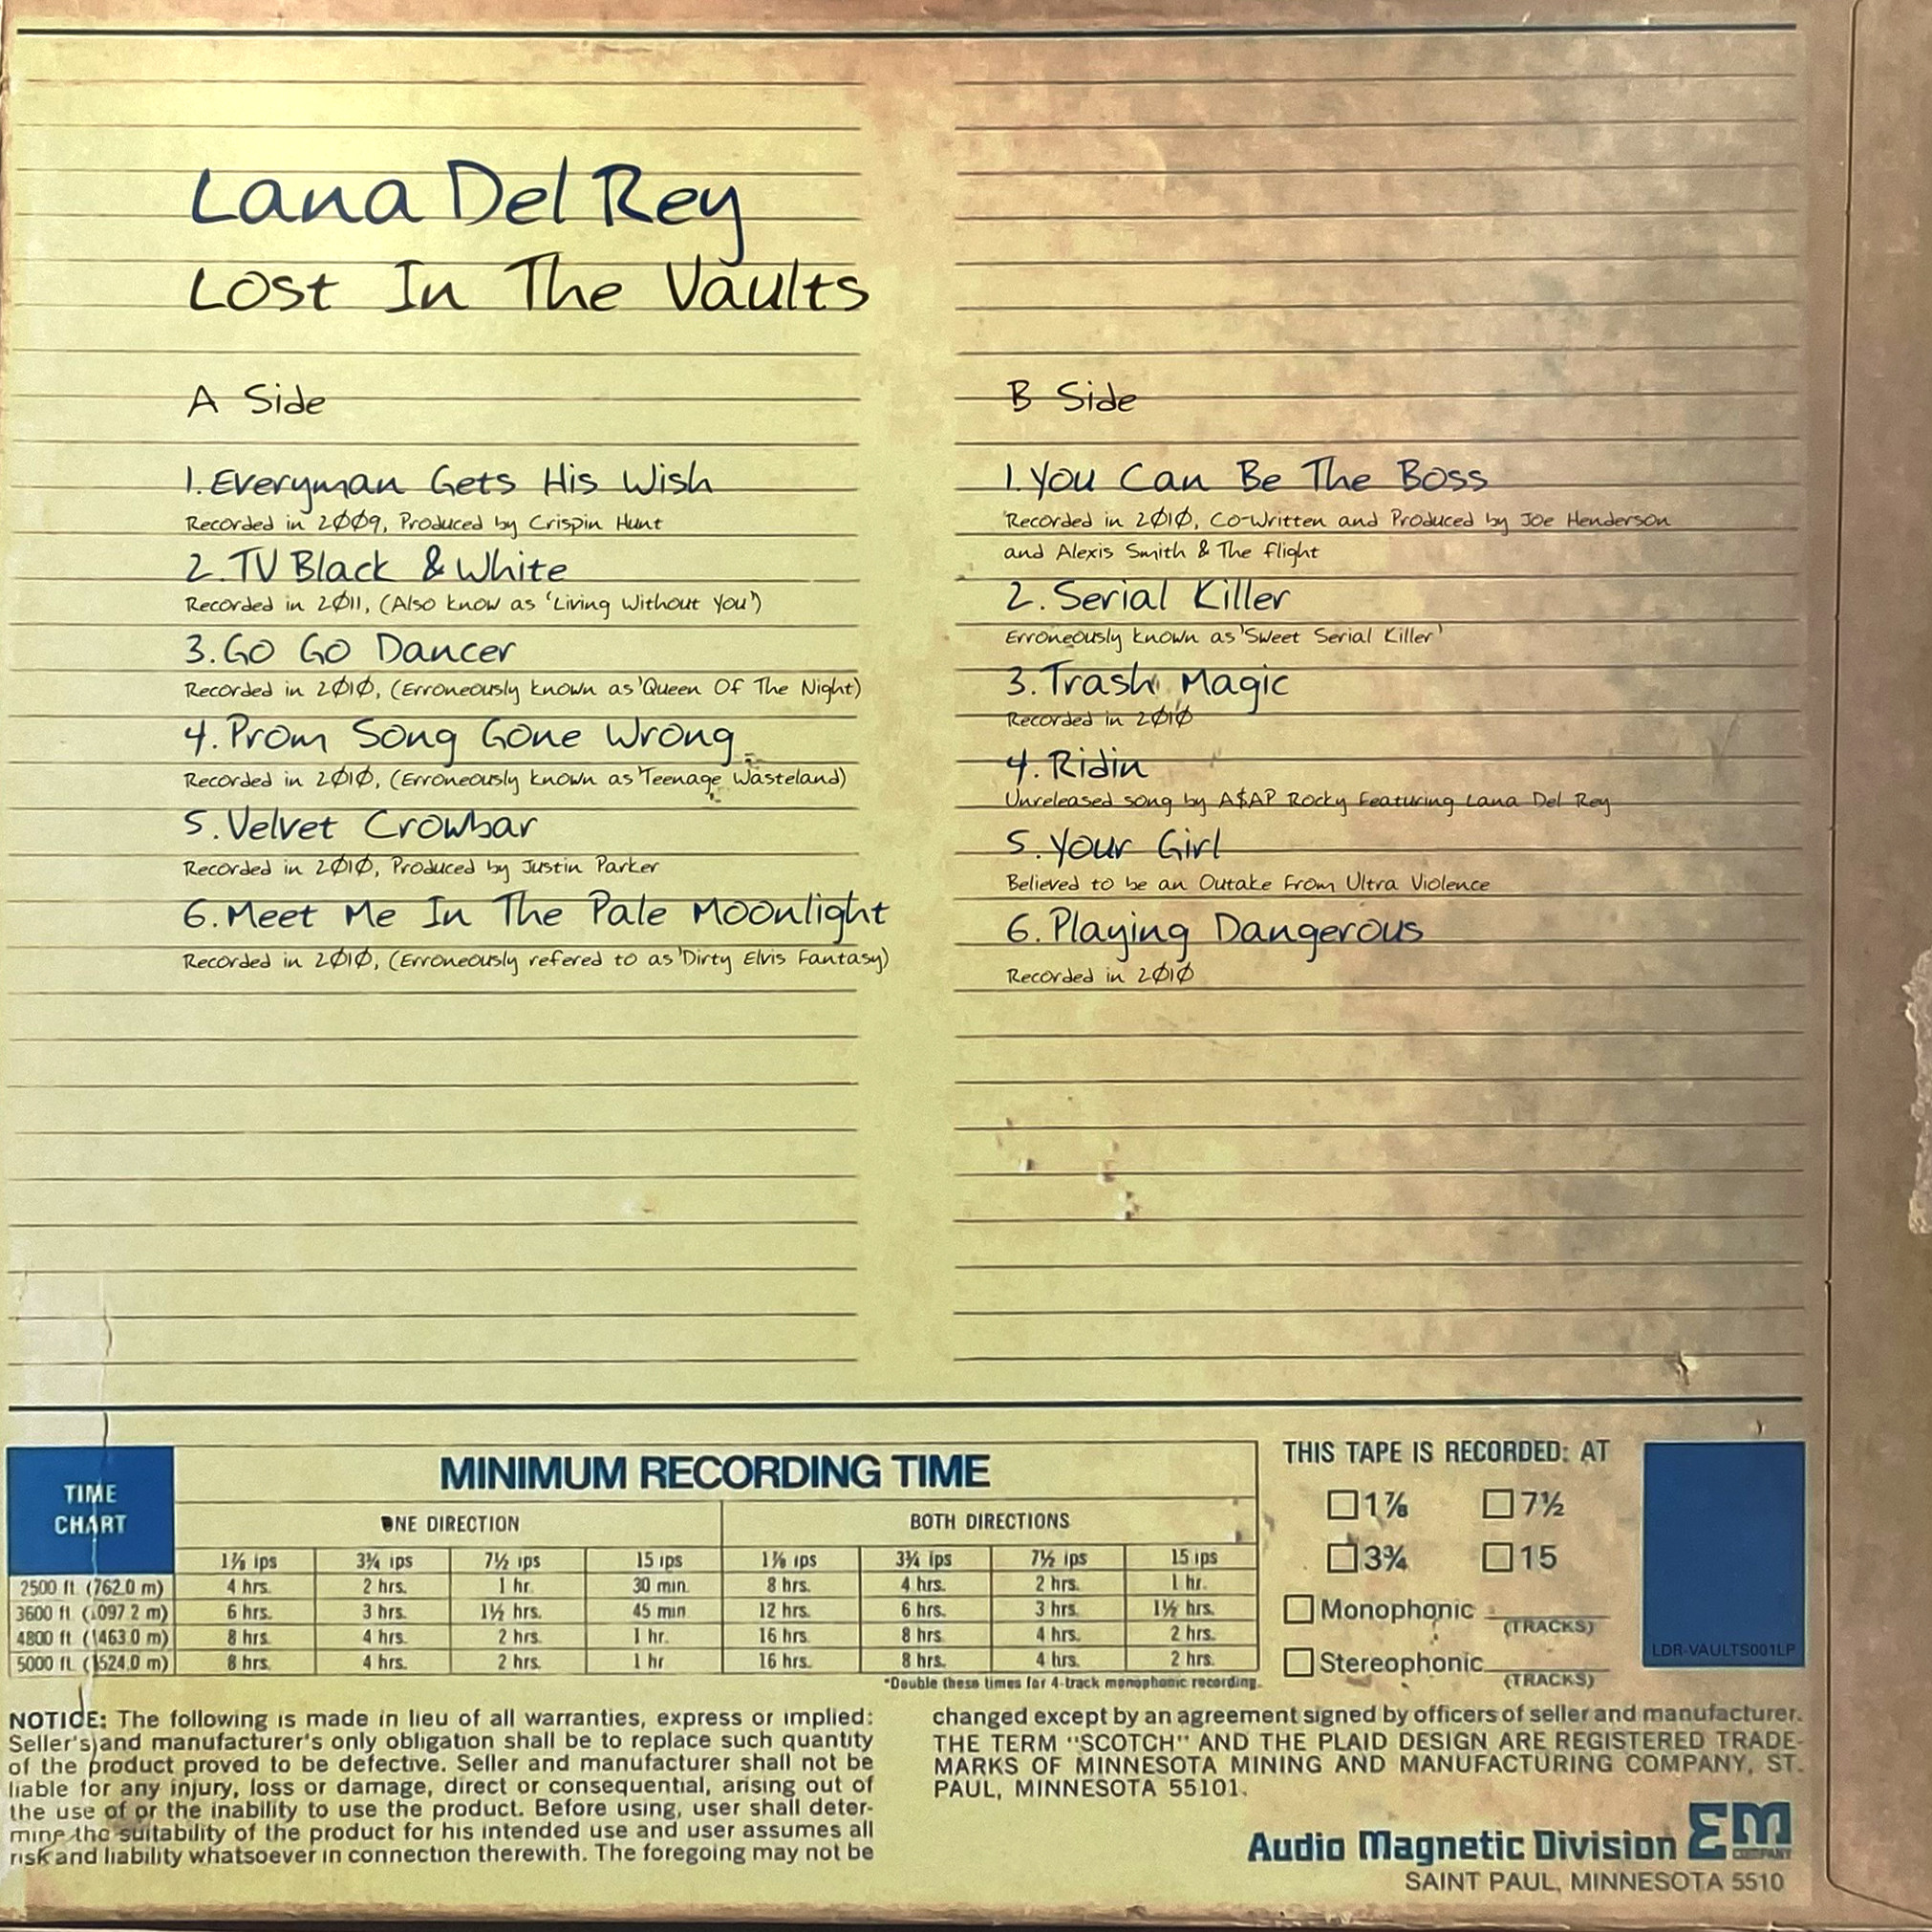 Lana Del Rey
Lost In The Vaults
A Side
1. Everyman Gets His Wish
Recorded in 2009, Produced by Crispin Hunt
2. TV Black & White
Recorded in 2011, (Also know as 'Living Without You')
3. Go Go Dancer
Recorded in 2010, (Erroneously known as 'Queen Of The Night)
4. Prom Song Gone Wrong
Recorded in 2010, (Erroneously known as 'Teenage Wasteland)
5. Velvet Crowbar
Recorded in 2010, Produced by Justin Parker
6. Meet Me In The Pale Moonlight
Recorded in 2010, (Erroneously refered to as 'Dirty Elvis Fantasy)
B Side
1. You Can Be The Boss
Recorded in 2010, Co-Written and Produced by Joe Henderson
and Alexis Smith & The flight
2. Serial Killer
Erroneously known as 'Sweet Serial Killer'
3. Trash Magic
Recorded in 2010
4. Ridin
Unreleased song by A$AP Rocky Featuring Lana Del Rey
5. Your Girl
Believed to be an Outake From Ultra Violence
6. Playing Dangerous
Recorded in 2010
TIME
CHART
MINIMUM RECORDING TIME
ONE DIRECTION BOTH DIRECTIONS
1⅞ ips 3¾ ips 7½ ips 15 ips 1⅞ ips 3¾ ips 7½ ips 15 ips
2500 ft. (762.0 m) 4 hrs. 2 hrs. 1 hr. 30 min. 8 hrs. 4 hrs. 2 hrs. 1 hr.
3600 ft. (1097.2 m) 6 hrs. 3 hrs. 1½ hrs. 45 min. 12 hrs. 6 hrs. 3 hrs. 1½ hrs.
4800 ft. (1463.0 m) 8 hrs. 4 hrs. 2 hrs. 1 hr. 16 hrs. 8 hrs. 4 hrs. 2 hrs.
5000 ft. (1524.0 m) 8 hrs. 4 hrs. 2 hrs. 1 hr. 16 hrs. 8 hrs. 4 hrs. 2 hrs.
*Double these times for 4-track monophonic recording.
THIS TAPE IS RECORDED: AT
1⅞ 7½
3¾ 15
Monophonic
(TRACKS)
Stereophonic
(TRACKS)
LDR-VAULTS001LP
NOTICE: The following is made in lieu of all warranties, express or implied:
Seller's and manufacturer's only obligation shall be to replace such quantity
of the product proved to be defective. Seller and manufacturer shall not be
liable for any injury, loss or damage, direct or consequential, arising out of
the use of or the inability to use the product. Before using, user shall deter-
mine the suitability of the product for his intended use and user assumes all
risk and liability whatsoever in connection therewith. The foregoing may not be
changed except by an agreement signed by officers of seller and manufacturer.
THE TERM "SCOTCH" AND THE PLAID DESIGN ARE REGISTERED TRADE-
MARKS OF MINNESOTA MINING AND MANUFACTURING COMPANY, ST.
PAUL, MINNESOTA 55101.
Audio Magnetic Division EM
COMPANY
SAINT PAUL, MINNESOTA 5510